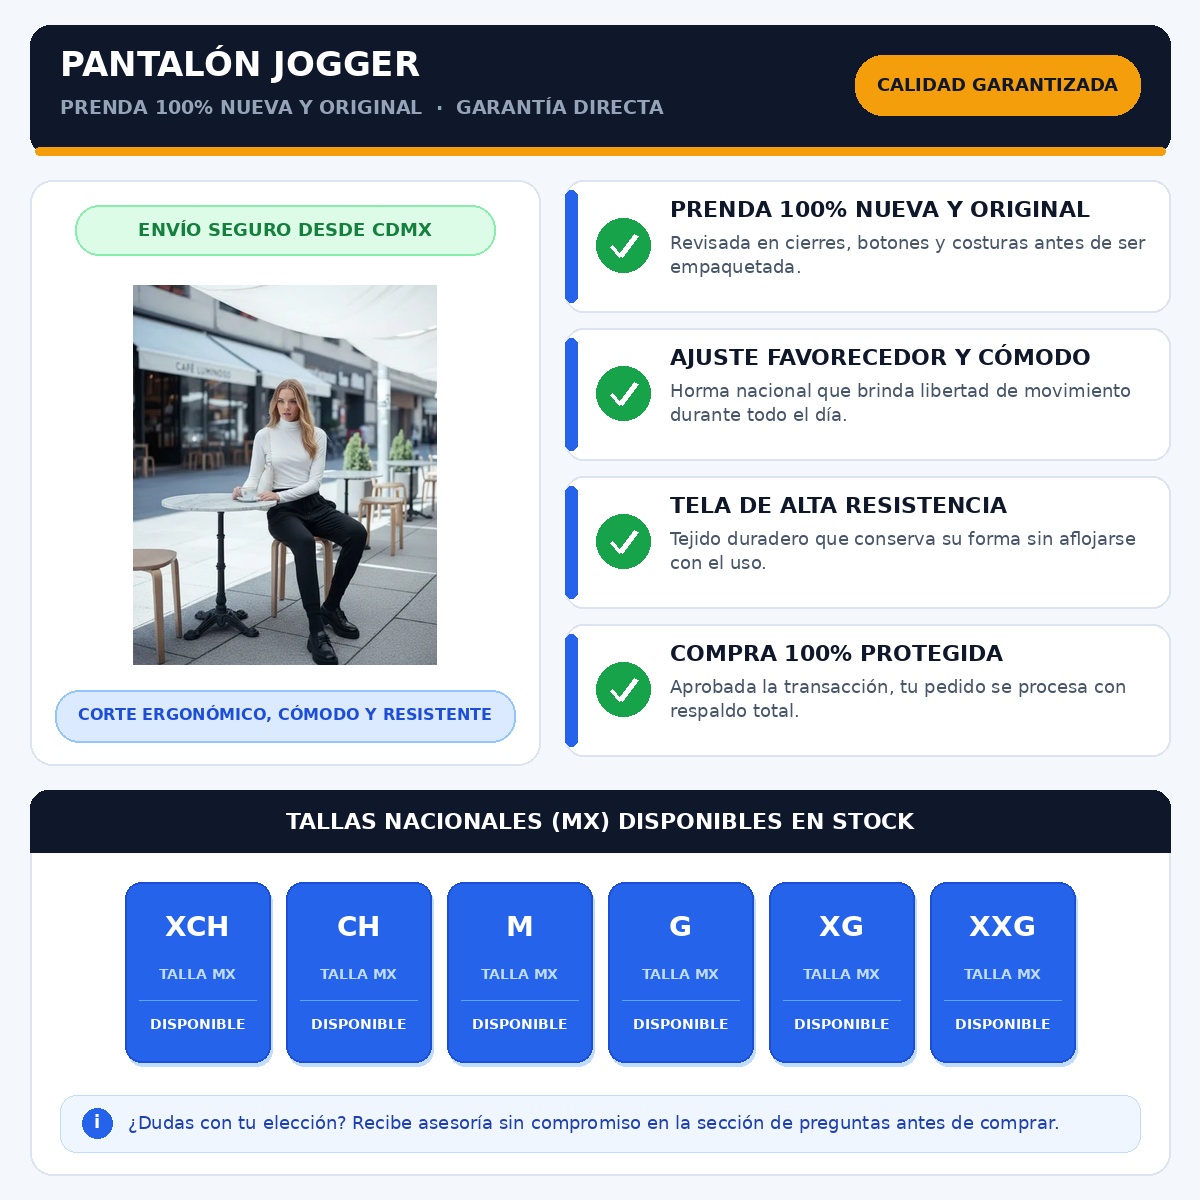 PANTALÓN JOGGER
PRENDA 100% NUEVA Y ORIGINAL · GARANTÍA DIRECTA
CALIDAD GARANTIZADA
ENVÍO SEGURO DESDE CDMX
CAFÉ LUMINOSO
CORTE ERGONÓMICO, CÓMODO Y RESISTENTE
PRENDA 100% NUEVA Y ORIGINAL
Revisada en cierres, botones y costuras antes de ser
empaquetada.
AJUSTE FAVORECEDOR Y CÓMODO
Horma nacional que brinda libertad de movimiento
durante todo el día.
TELA DE ALTA RESISTENCIA
Tejido duradero que conserva su forma sin aflojarse
con el uso.
COMPRA 100% PROTEGIDA
Aprobada la transacción, tu pedido se procesa con
respaldo total.
TALLAS NACIONALES (MX) DISPONIBLES EN STOCK
XCH
TALLA MX
DISPONIBLE
CH
TALLA MX
DISPONIBLE
M
TALLA MX
DISPONIBLE
G
TALLA MX
DISPONIBLE
XG
TALLA MX
DISPONIBLE
XXG
TALLA MX
DISPONIBLE
i
¿Dudas con tu elección? Recibe asesoría sin compromiso en la sección de preguntas antes de comprar.